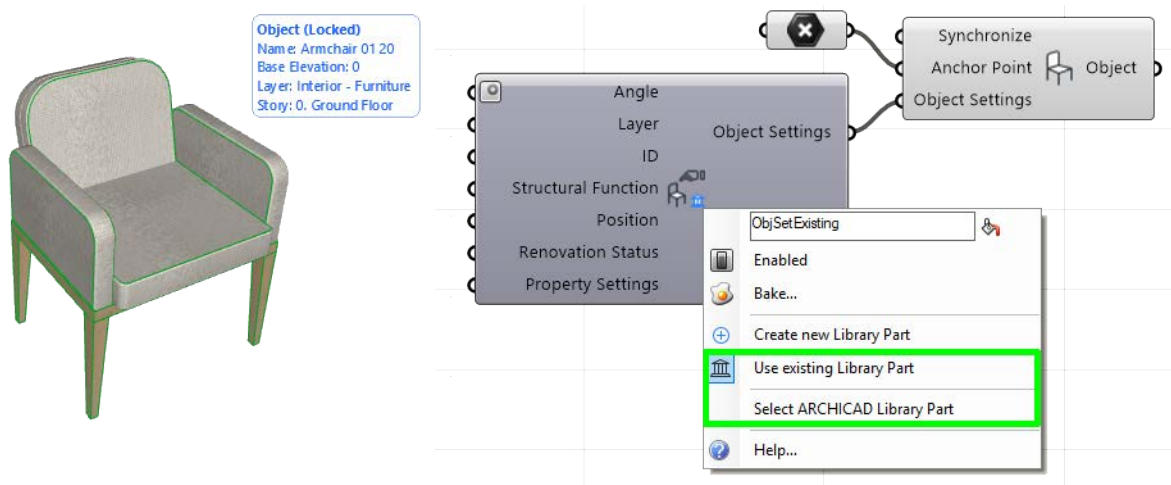 Object (Locked)
Name: Armchair 01 20
Base Elevation: 0
Layer: Interior - Furniture
Story: 0. Ground Floor
Synchronize
Anchor Point
Object
Object Settings
Angle
Layer
Object Settings
ID
Structural Function
Position
Renovation Status
Property Settings
ObjSetExisting
Enabled
Bake...
Create new Library Part
Use existing Library Part
Select ARCHICAD Library Part
Help...